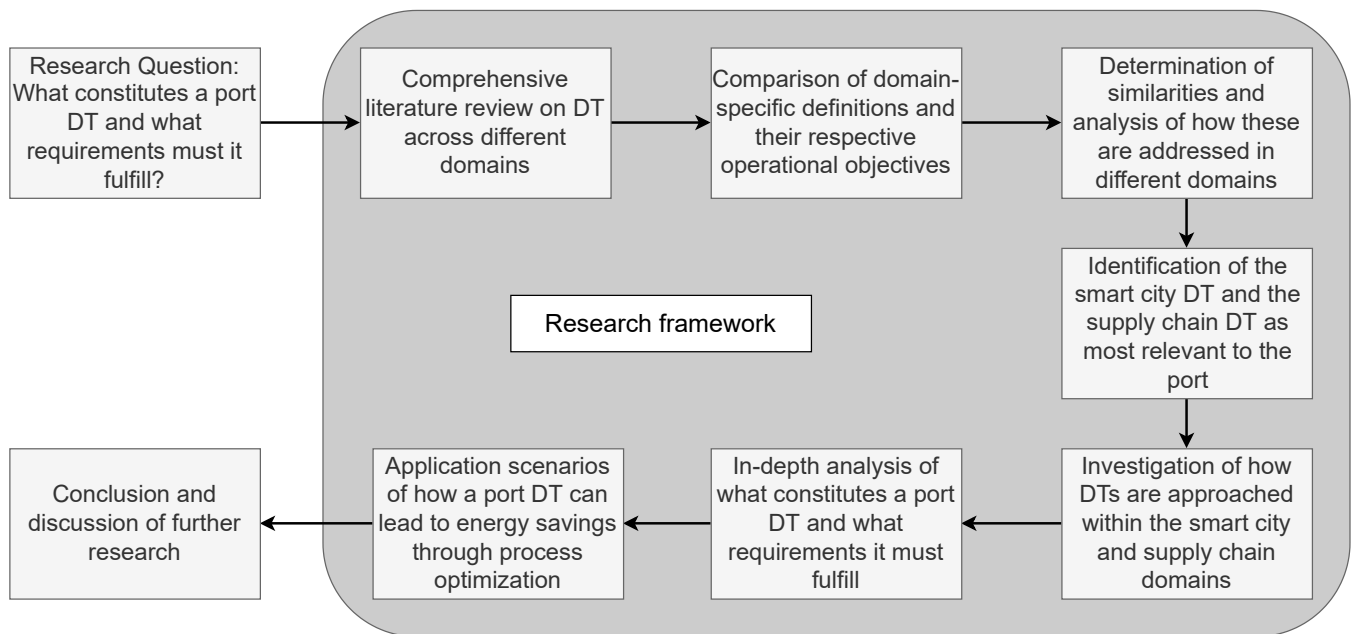 Research Question:
What constitutes a port
DT and what
requirements must it
fulfill?
Comprehensive
literature review on DT
across different
domains
Comparison of domain-
specific definitions and
their respective
operational objectives
Determination of
similarities and
analysis of how these
are addressed in
different domains
Identification of the
smart city DT and the
supply chain DT as
most relevant to the
port
Research framework
Investigation of how
DTs are approached
within the smart city
and supply chain
domains
In-depth analysis of
what constitutes a port
DT and what
requirements it must
fulfill
Application scenarios
of how a port DT can
lead to energy savings
through process
optimization
Conclusion and
discussion of further
research